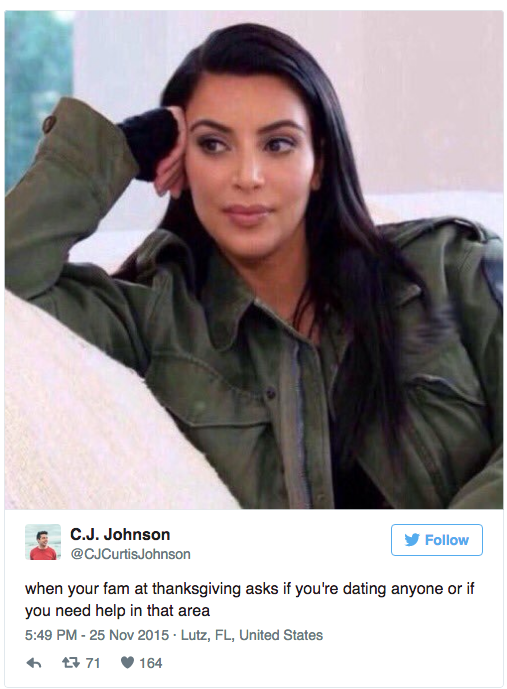 C.J. Johnson
@CJCurtisJohnson
Follow
when your fam at thanksgiving asks if you're dating anyone or if
you need help in that area
5:49 PM - 25 Nov 2015 · Lutz, FL, United States
71 164